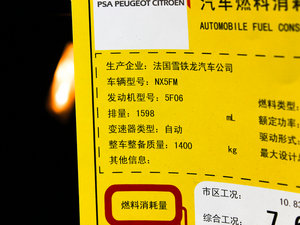 PSA PEUGEOT CITROËN
汽车燃料消耗
AUTOMOBILE FUEL CONS
生产企业：法国雪铁龙汽车公司
车辆型号：NX5FM
发动机型号：5F06
排量：1598 mL
变速器类型：自动
整车整备质量：1400 kg
其他信息：
燃料类型：
额定功率：
驱动形式：
最大设计总
燃料消耗量
市区工况： 10.8
综合工况：